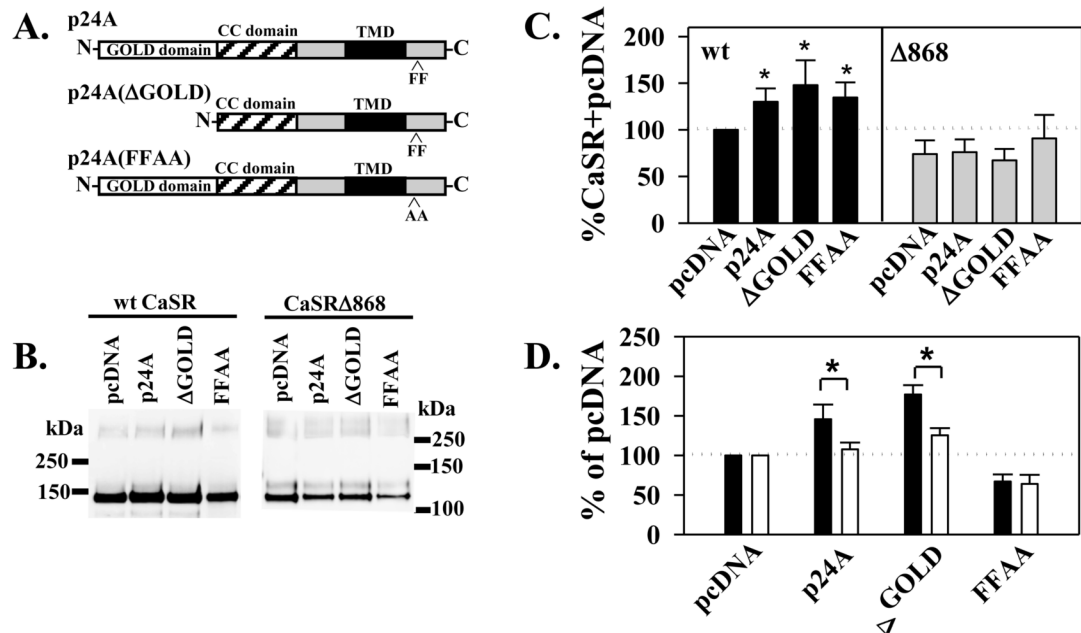 A.
p24A
CC domain
TMD
N-
GOLD domain
-C
FF
p24A(ΔGOLD)
CC domain
TMD
N-
-C
FF
p24A(FFAA)
CC domain
TMD
N-
GOLD domain
-C
AA
B.
wt CaSR
CaSRΔ868
pcDNA
p24A
ΔGOLD
FFAA
pcDNA
p24A
ΔGOLD
FFAA
kDa
250
150
kDa
250
150
100
C.
%CaSR+pcDNA
200
150
100
50
0
wt
Δ868
*
*
*
pcDNA
p24A
ΔGOLD
FFAA
pcDNA
p24A
ΔGOLD
FFAA
D.
% of pcDNA
250
200
150
100
50
0
*
*
pcDNA
p24A
Δ GOLD
FFAA